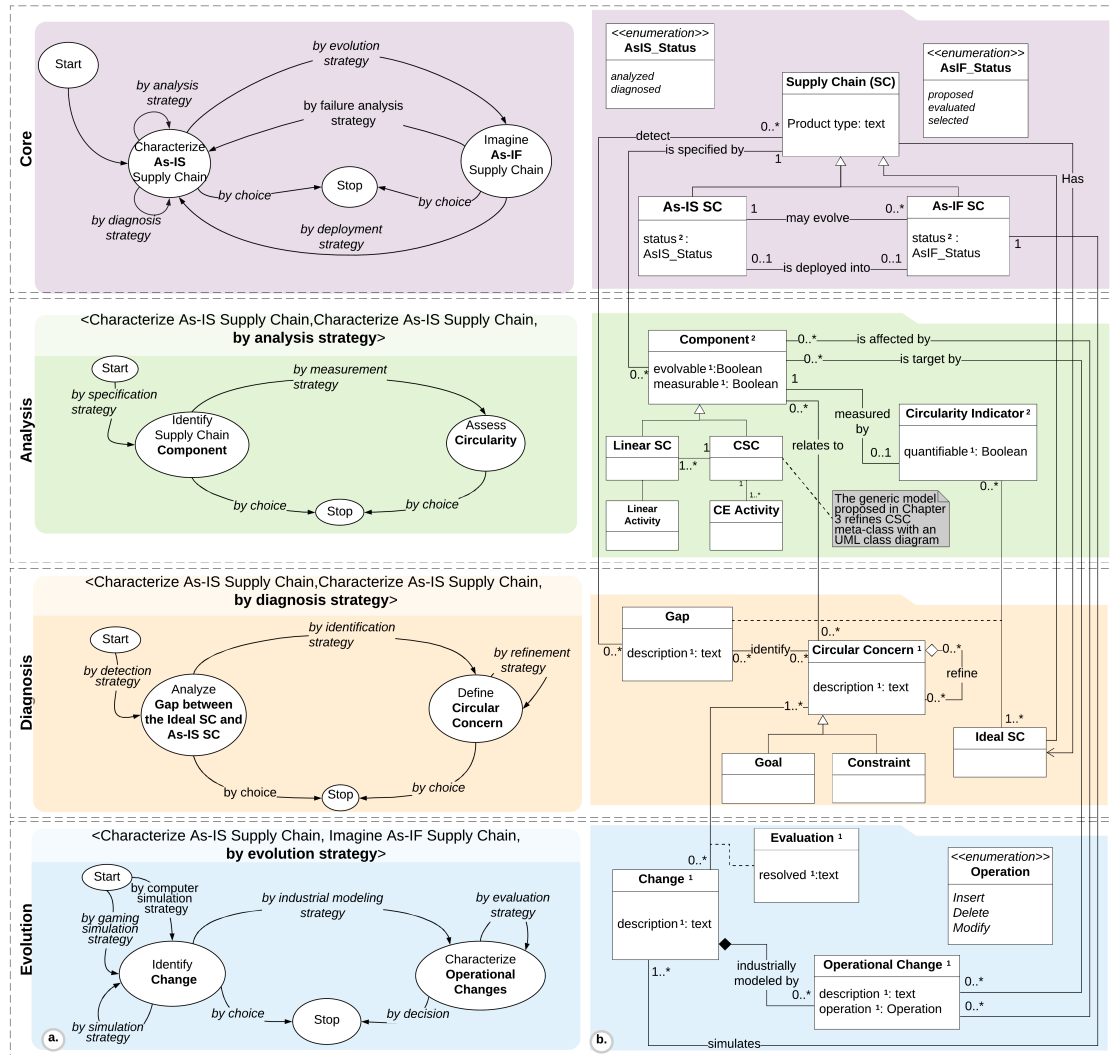 Core
Start
by analysis
strategy
by evolution
strategy
by failure analysis
strategy
Characterize
As-IS
Supply Chain
Imagine
As-IF
Supply Chain
Stop
by choice
by choice
by diagnosis
strategy
by deployment
strategy
<<enumeration>>
AsIS_Status
analyzed
diagnosed
<<enumeration>>
AsIF_Status
proposed
evaluated
selected
Supply Chain (SC)
Product type: text
0..*
detect
is specified by
1
Has
As-IS SC
status ² :
AsIS_Status
1
may evolve
0..*
As-IF SC
status ² :
AsIF_Status
1
0..1
is deployed into
0..1
Analysis
<Characterize As-IS Supply Chain,Characterize As-IS Supply Chain,
by analysis strategy>
Start
by specification
strategy
by measurement
strategy
Identify
Supply Chain
Component
Assess
Circularity
by choice
Stop
by choice
Component ²
evolvable ¹:Boolean
measurable ¹: Boolean
0..*
0..*
is affected by
0..*
is target by
1
0..*
measured
by
0..1
relates to
Circularity Indicator ²
quantifiable ¹: Boolean
0..*
Linear SC
1
1..*
CSC
1
1..*
Linear
Activity
CE Activity
The generic model
proposed in Chapter
3 refines CSC
meta-class with an
UML class diagram
Diagnosis
<Characterize As-IS Supply Chain,Characterize As-IS Supply Chain,
by diagnosis strategy>
Start
by detection
strategy
by identification
strategy
by refinement
strategy
Analyze
Gap between
the Ideal SC and
As-IS SC
Define
Circular
Concern
by choice
Stop
by choice
Gap
description ¹: text
0..*
0..*
identify
0..*
0..*
Circular Concern ¹
description ¹: text
0..*
refine
0..*
1..*
1..*
Ideal SC
Goal
Constraint
Evolution
<Characterize As-IS Supply Chain, Imagine As-IF Supply Chain,
by evolution strategy>
Start
by computer
simulation
strategy
by gaming
simulation
strategy
by industrial modeling
strategy
by evaluation
strategy
Identify
Change
Characterize
Operational
Changes
by choice
Stop
by decision
by simulation
strategy
a.
Evaluation ¹
resolved ¹:text
0..*
Change ¹
description ¹: text
1..*
<<enumeration>>
Operation
Insert
Delete
Modify
industrially
modeled by
0..*
Operational Change ¹
description ¹: text
operation ¹: Operation
0..*
0..*
simulates
b.